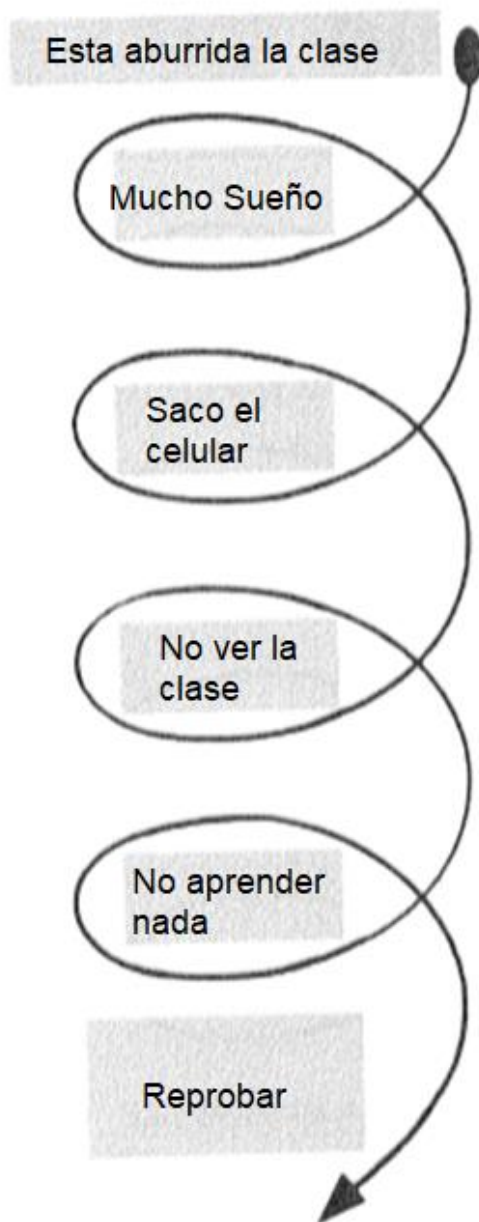 Esta aburrida la clase
Mucho Sueño
Saco el
celular
No ver la
clase
No aprender
nada
Reprobar